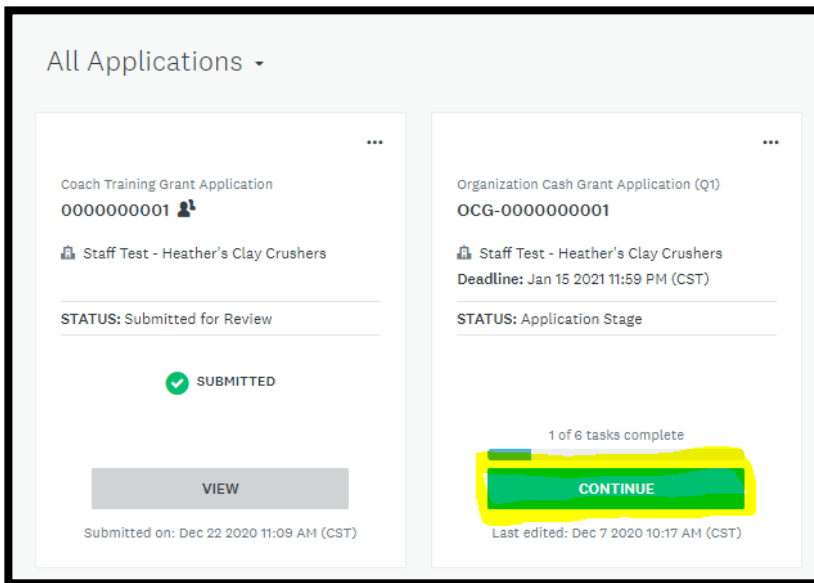 All Applications
Coach Training Grant Application
0000000001
Staff Test - Heather's Clay Crushers
STATUS: Submitted for Review
SUBMITTED
VIEW
Submitted on: Dec 22 2020 11:09 AM (CST)
Organization Cash Grant Application (Q1)
OCG-0000000001
Staff Test - Heather's Clay Crushers
Deadline: Jan 15 2021 11:59 PM (CST)
STATUS: Application Stage
1 of 6 tasks complete
CONTINUE
Last edited: Dec 7 2020 10:17 AM (CST)